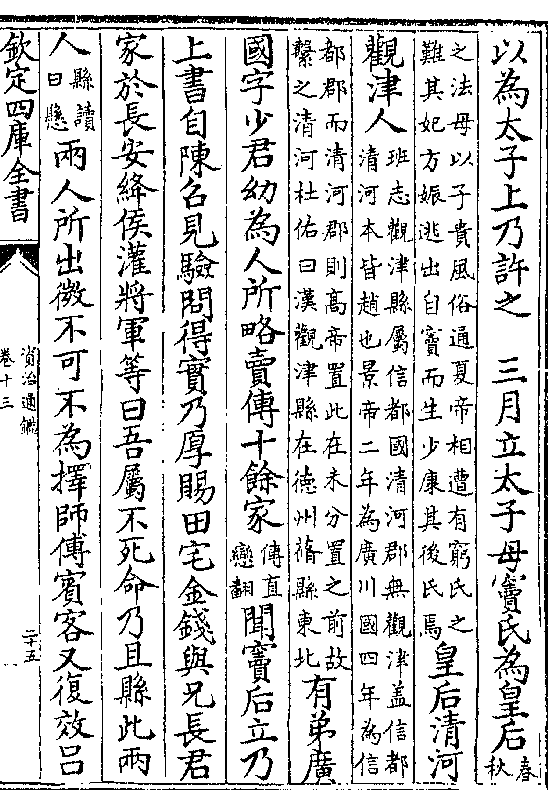 以為太子上乃許之　三月立太子母竇氏為皇后春秋
之法母以子貴風俗通夏帝相遭有窮氏之
難其妃方娠逃出自竇而生少康其後氏焉
皇后清河
觀津人
班志觀津縣屬信都國清河郡無觀津盖信都
清河本皆趙也景帝二年為廣川國四年為信
都郡而清河郡則高帝置此在未分置之前故
繫之清河杜佑曰漢觀津縣在德州蓨縣東北
有弟廣
國字少君幼為人所略賣傳十餘家傳直戀翻聞竇后立乃
上書自陳召見驗問得實乃厚賜田宅金錢與兄長君
家於長安絳侯灌將軍等曰吾屬不死命乃且縣此兩
人縣讀曰懸兩人所出微不可不為擇師傅賓客又復效呂
欽定四庫全書
資治通鑑
卷十三
二十五